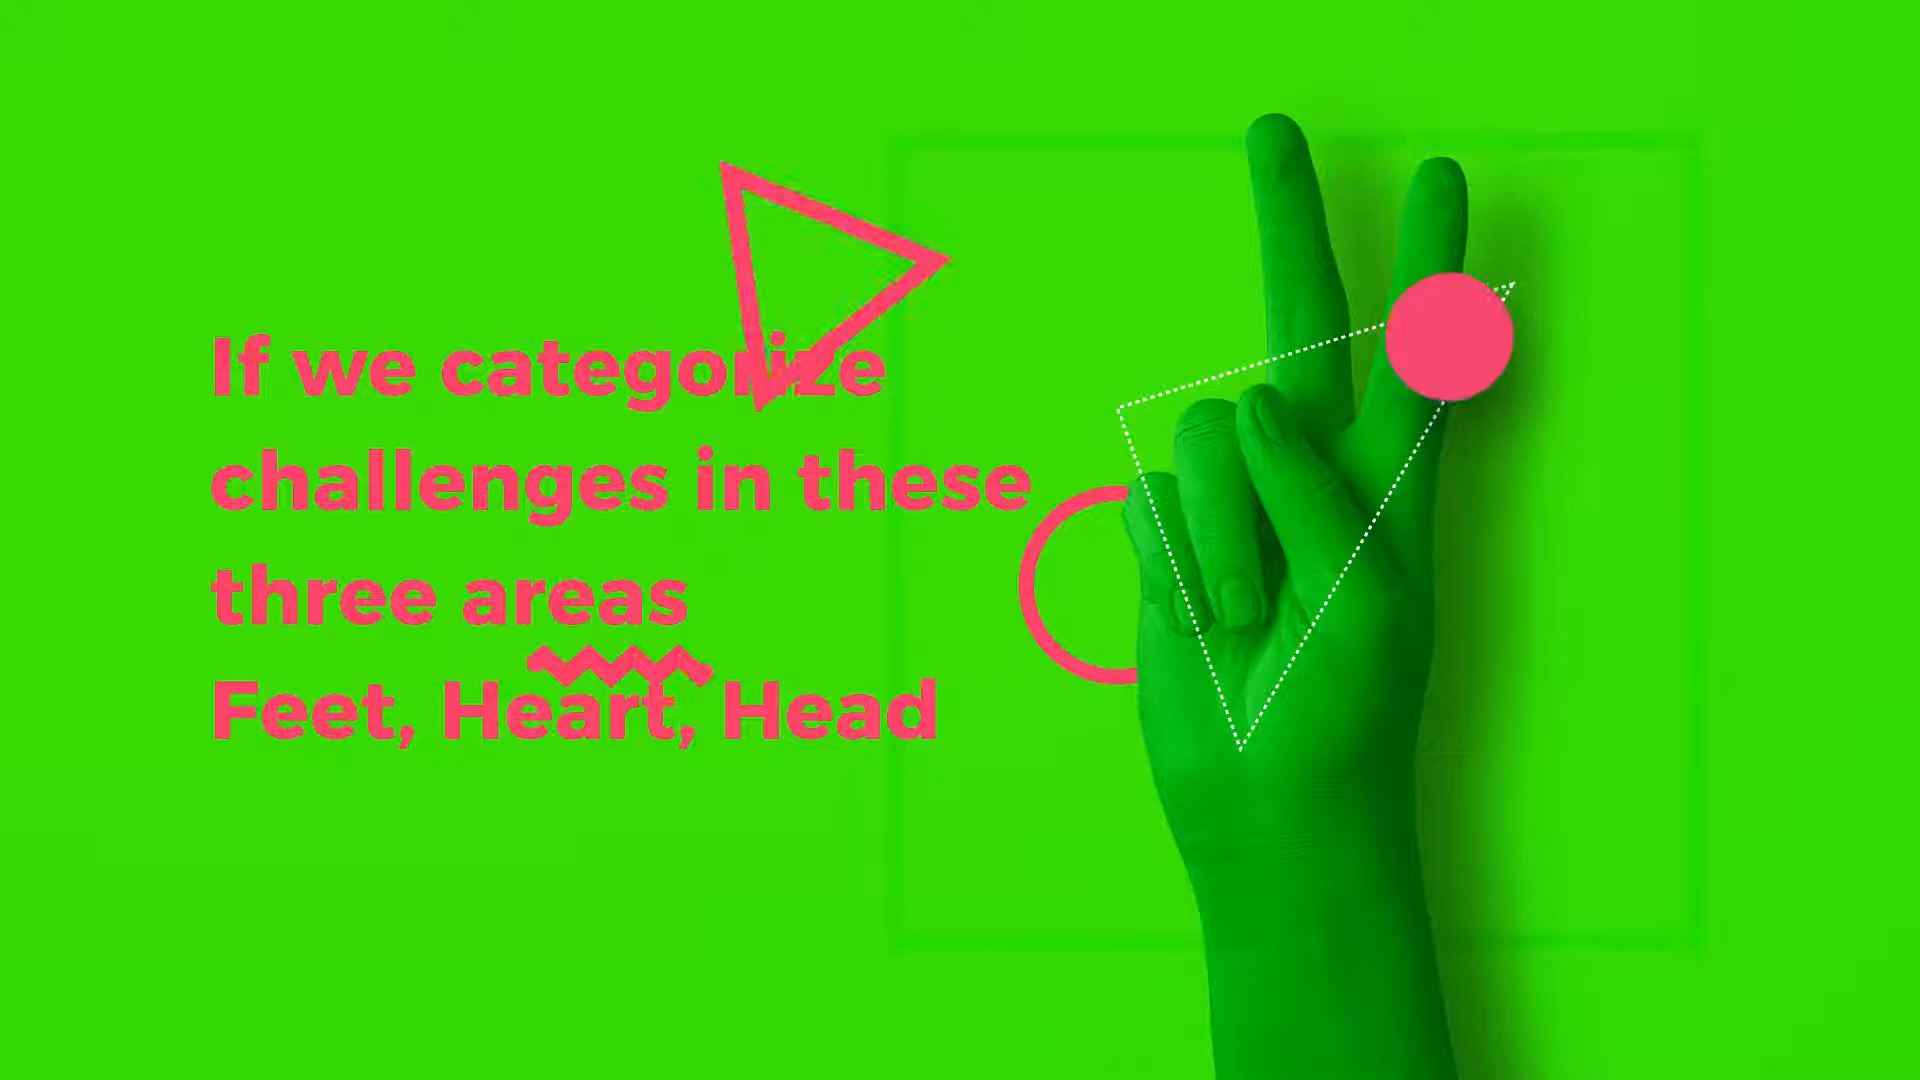 If we categorize
challenges in these
three areas
Feet, Heart, Head